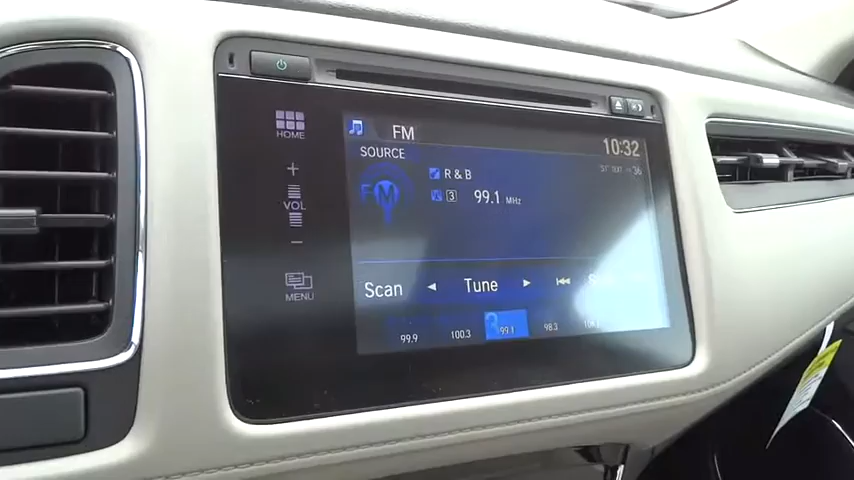 HOME
VOL
MENU
FM
SOURCE
10:32
R & B
FM
3
99.1 MHz
Scan
Tune
99.9
100.3
3
99.1
98.3